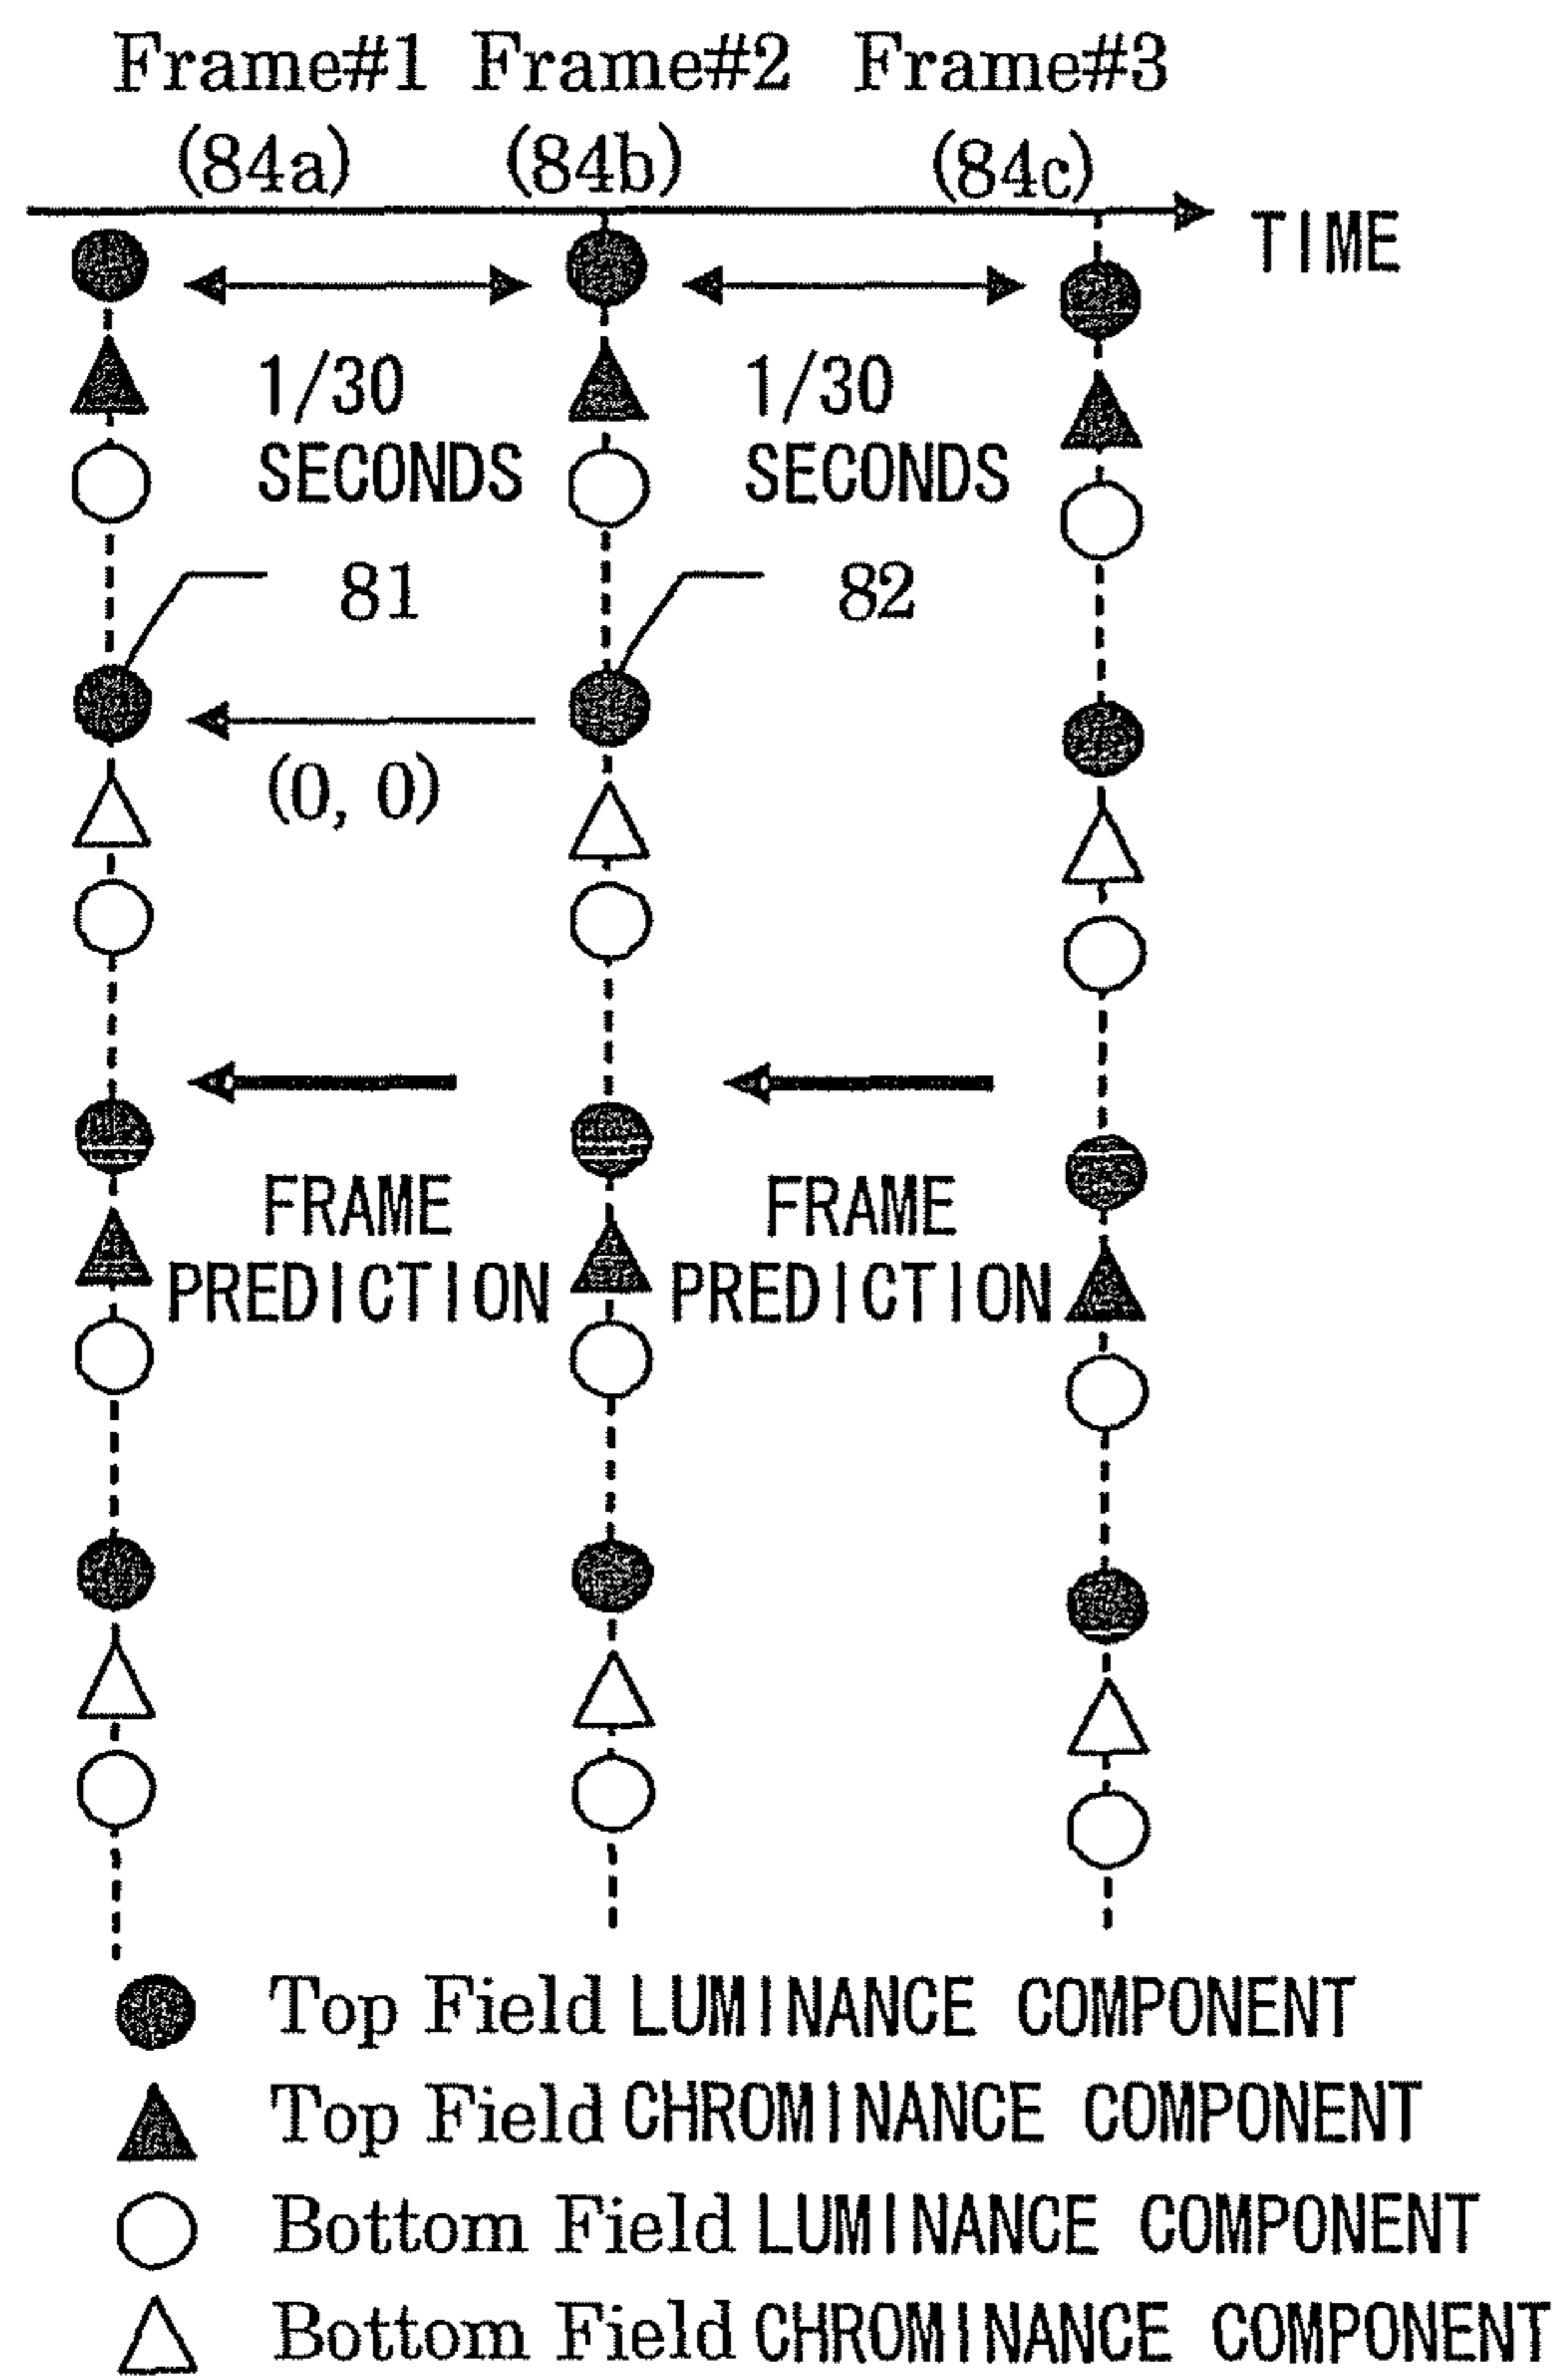 Frame#1 Frame#2 Frame#3
(84a) (84b) (84c)
TIME
1/30 1/30
SECONDS SECONDS
81 82
(0, 0)
FRAME FRAME
PREDICTION PREDICTION
Top Field LUMINANCE COMPONENT
Top Field CHROMINANCE COMPONENT
Bottom Field LUMINANCE COMPONENT
Bottom Field CHROMINANCE COMPONENT